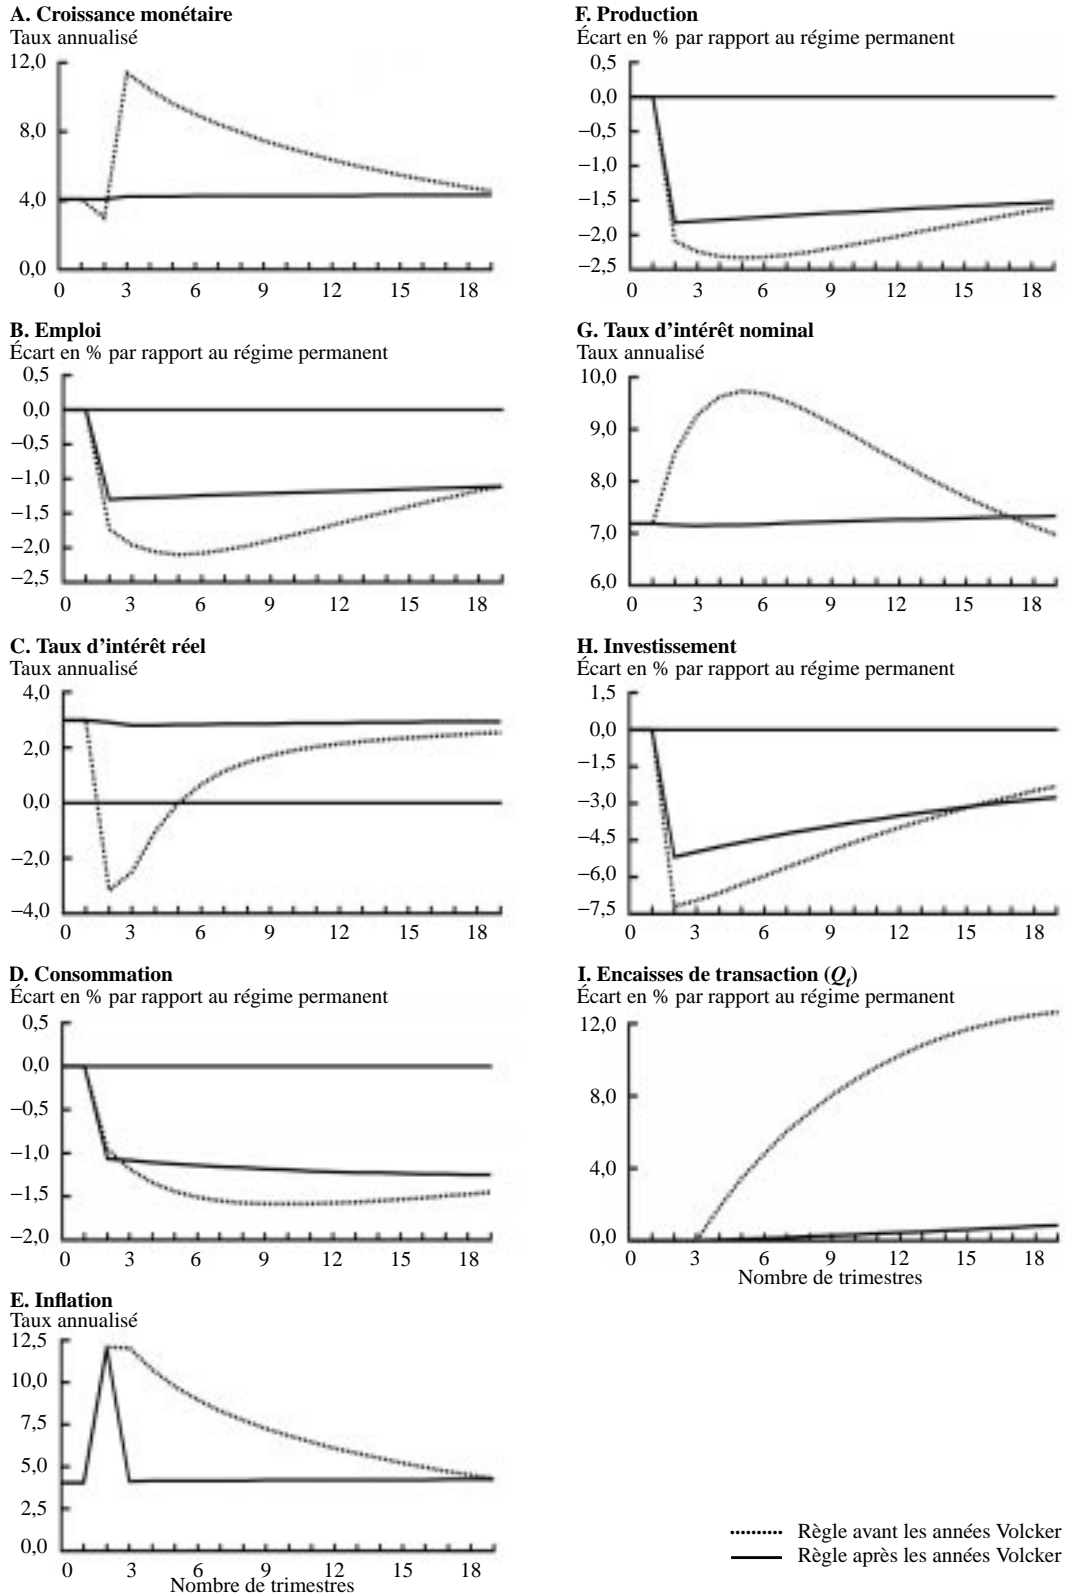 A. Croissance monétaire
Taux annualisé
12,0
8,0
4,0
0,0
0 3 6 9 12 15 18
B. Emploi
Écart en % par rapport au régime permanent
0,5
0,0
−0,5
−1,0
−1,5
−2,0
−2,5
0 3 6 9 12 15 18
C. Taux d’intérêt réel
Taux annualisé
4,0
2,0
0,0
−2,0
−4,0
0 3 6 9 12 15 18
D. Consommation
Écart en % par rapport au régime permanent
0,5
0,0
−0,5
−1,0
−1,5
−2,0
0 3 6 9 12 15 18
E. Inflation
Taux annualisé
12,5
10,0
7,5
5,0
2,5
0,0
0 3 6 9 12 15 18
Nombre de trimestres
F. Production
Écart en % par rapport au régime permanent
0,5
0,0
−0,5
−1,0
−1,5
−2,0
−2,5
0 3 6 9 12 15 18
G. Taux d’intérêt nominal
Taux annualisé
10,0
9,0
8,0
7,0
6,0
0 3 6 9 12 15 18
H. Investissement
Écart en % par rapport au régime permanent
1,5
0,0
−1,5
−3,0
−4,5
−6,0
−7,5
0 3 6 9 12 15 18
I. Encaisses de transaction (Qt)
Écart en % par rapport au régime permanent
12,0
8,0
4,0
0,0
0 3 6 9 12 15 18
Nombre de trimestres
Règle avant les années Volcker
Règle après les années Volcker